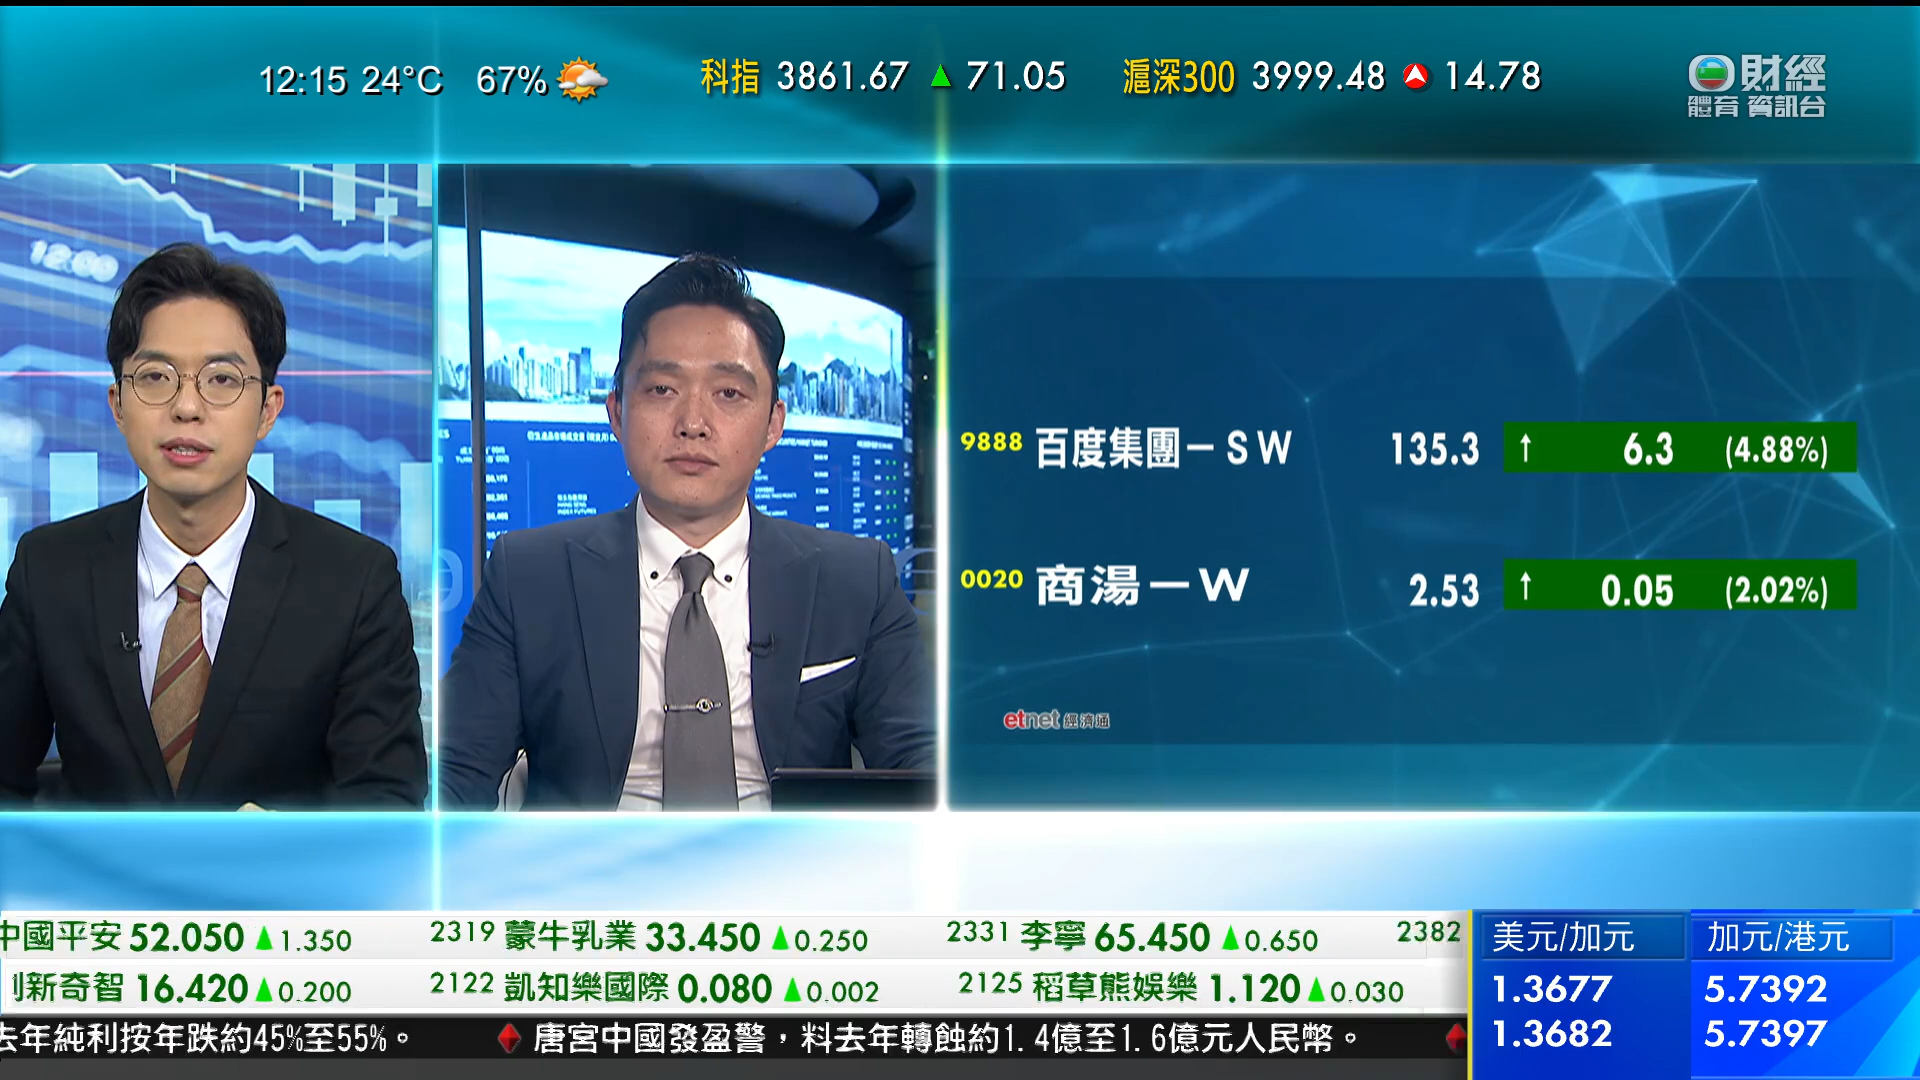 12:15 24°C 67% 科指 3861.67 ▲ 71.05 滬深300 3999.48 14.78
財經
體育 資訊台
12:00
9888 百度集團－ＳＷ 135.3 ↑ 6.3 (4.88%)
0020 商湯－W 2.53 ↑ 0.05 (2.02%)
etnet 經濟通
中國平安 52.050 ▲ 1.350 2319 蒙牛乳業 33.450 ▲ 0.250 2331 李寧 65.450 ▲ 0.650 2382
新奇智 16.420 ▲ 0.200 2122 凱知樂國際 0.080 ▲ 0.002 2125 稻草熊娛樂 1.120 ▲ 0.030
去年純利按年跌約45%至55%。 唐宮中國發盈警，料去年轉蝕約1.4億至1.6億元人民幣。
美元/加元 加元/港元
1.3677 5.7392
1.3682 5.7397